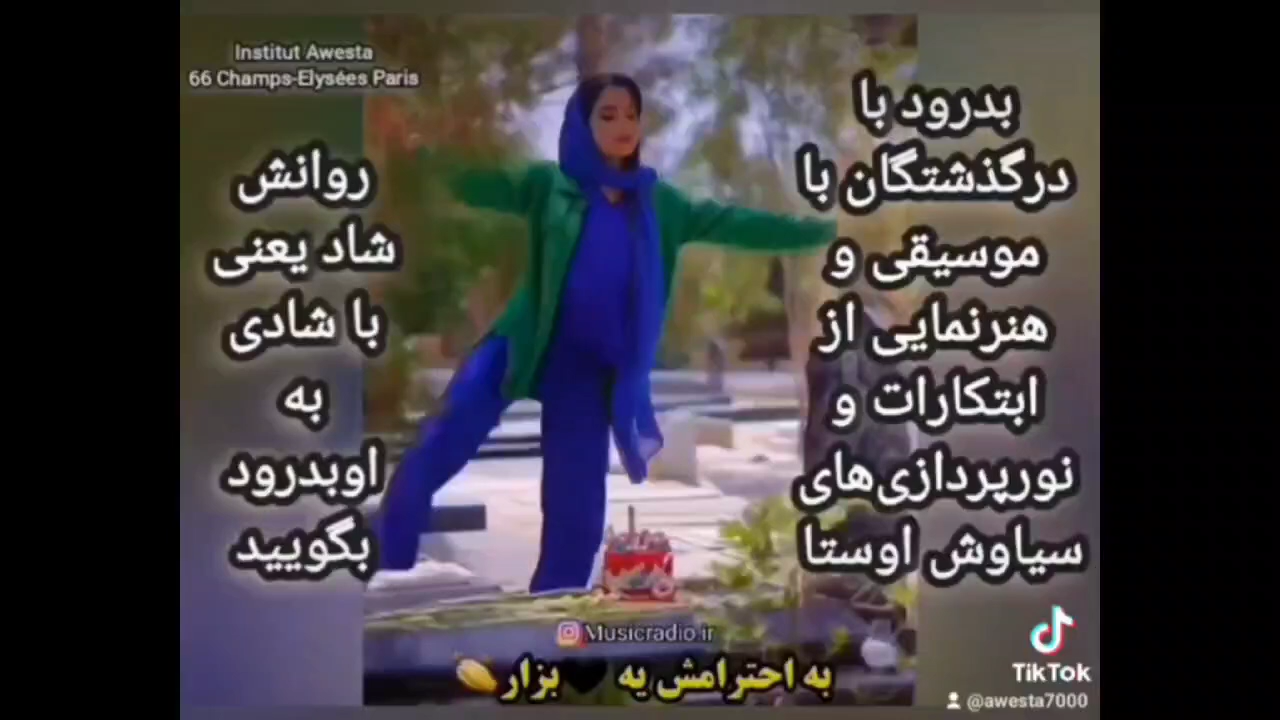 Institut Awesta
66 Champs-Elysées Paris
بدرود با
درگذشتگان با
موسیقی و
هنرنمایی از
ابتکارات و
نورپردازی‌های
سیاوش اوستا
روانش
شاد یعنی
با شادی
به
اوبدرود
بگویید
Musicradio.ir
به احترامش یه 🖤 بزار
TikTok
@awesta7000